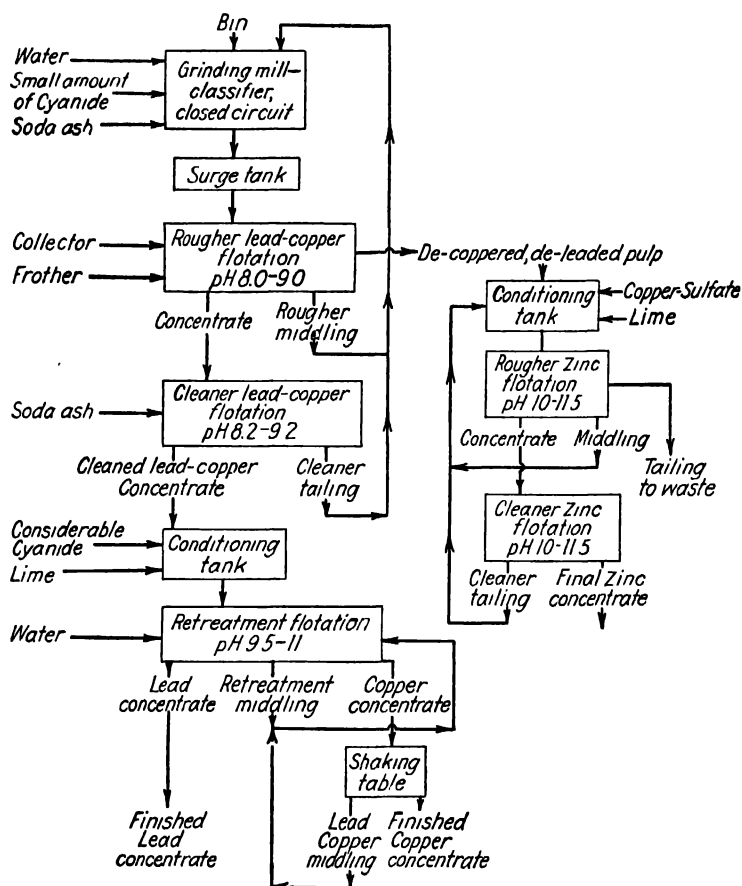 Bin
Water
Small amount
of Cyanide
Soda ash
Grinding mill-
classifier,
closed circuit
Surge tank
Collector
Frother
Rougher lead-copper
flotation
pH 8.0-9.0
De-coppered, de-leaded pulp
Concentrate
Rougher
middling
Conditioning
tank
Copper-Sulfate
Lime
Rougher Zinc
flotation
pH 10-11.5
Soda ash
Cleaner lead-copper
flotation
pH 8.2-9.2
Concentrate
Middling
Tailing
to waste
Cleaned lead-copper
Concentrate
Cleaner
tailing
Cleaner Zinc
flotation
pH 10-11.5
Considerable
Cyanide
Lime
Conditioning
tank
Cleaner
tailing
Final Zinc
concentrate
Water
Retreatment flotation
pH 9.5-11
Lead
concentrate
Retreatment
middling
Copper
concentrate
Shaking
table
Finished
Lead
concentrate
Lead
Copper
middling
Finished
Copper
concentrate